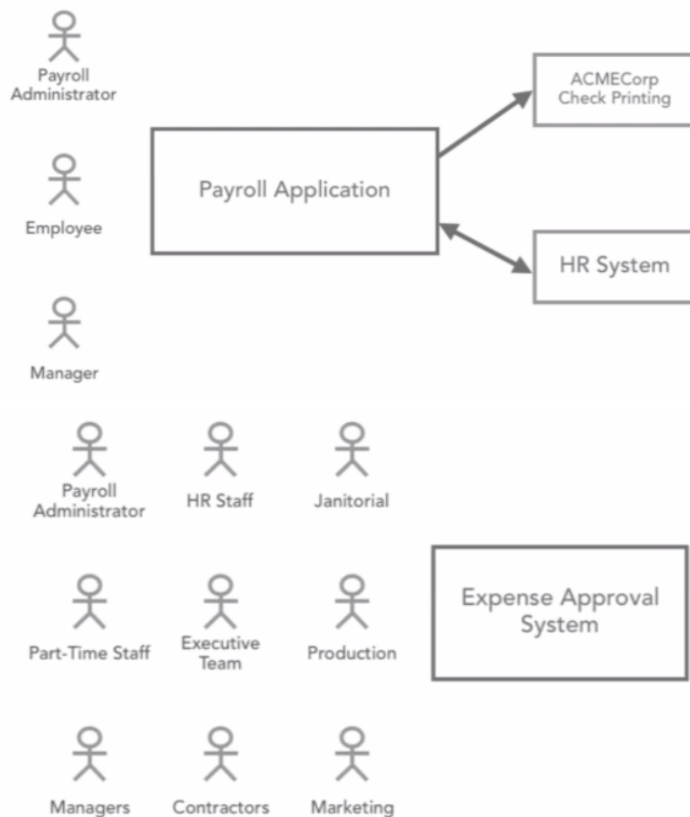 Payroll
Administrator
ACMECorp
Check Printing
Payroll Application
Employee
HR System
Manager
Payroll
Administrator
HR Staff
Janitorial
Expense Approval
System
Part-Time Staff
Executive
Team
Production
Managers
Contractors
Marketing